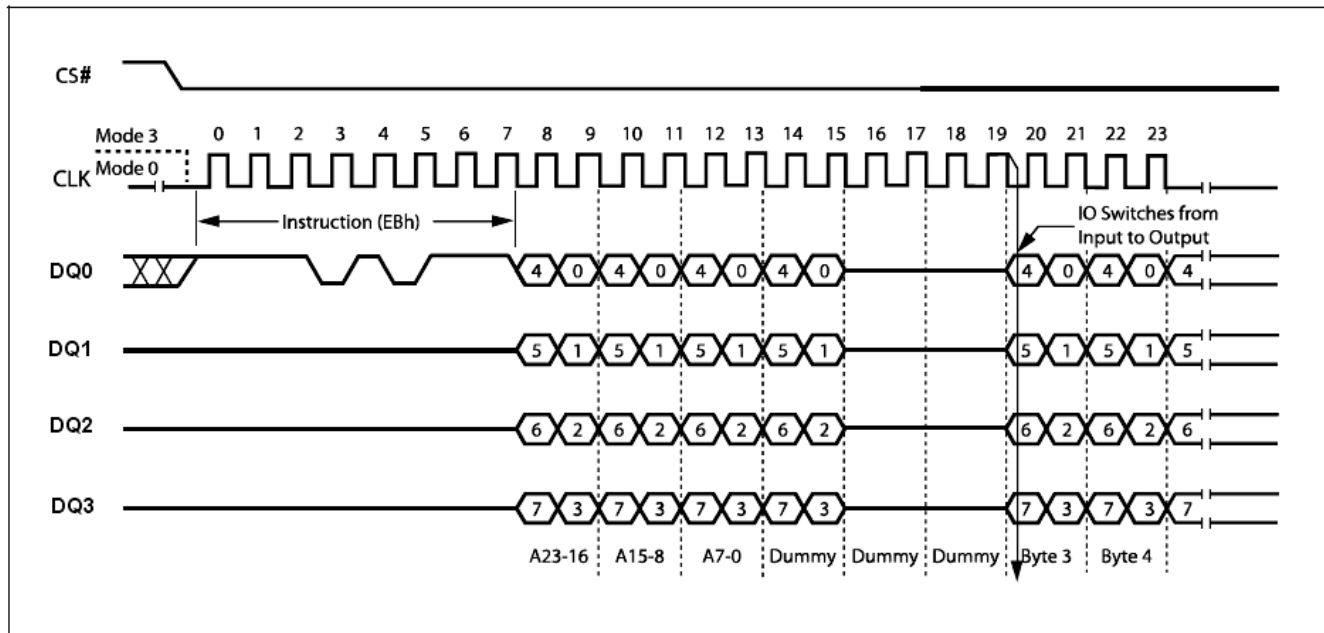 CS#
Mode 3 0 1 2 3 4 5 6 7 8 9 10 11 12 13 14 15 16 17 18 19 20 21 22 23
CLK Mode 0
Instruction (EBh)
IO Switches from
Input to Output
DQ0 4 0 4 0 4 0 4 0 4 0 4 0 4
DQ1 5 1 5 1 5 1 5 1 5 1 5 1 5
DQ2 6 2 6 2 6 2 6 2 6 2 6 2 6
DQ3 7 3 7 3 7 3 7 3 7 3 7 3 7
A23-16 A15-8 A7-0 Dummy Dummy Dummy Byte 3 Byte 4